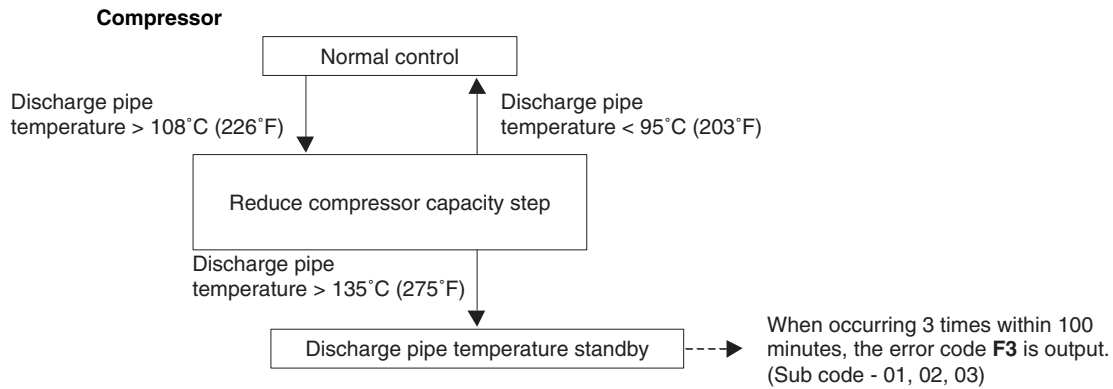 Compressor
Normal control
Discharge pipe
temperature > 108˚C (226˚F)
Discharge pipe
temperature < 95˚C (203˚F)
Reduce compressor capacity step
Discharge pipe
temperature > 135˚C (275˚F)
Discharge pipe temperature standby
When occurring 3 times within 100
minutes, the error code F3 is output.
(Sub code - 01, 02, 03)